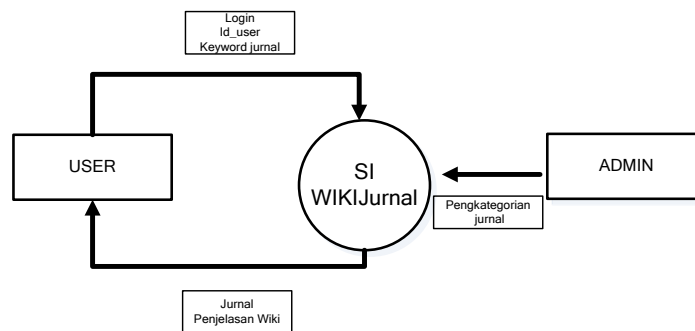 Login
Id_user
Keyword jurnal
USER
SI
WIKIJurnal
ADMIN
Pengkategorian
jurnal
Jurnal
Penjelasan Wiki